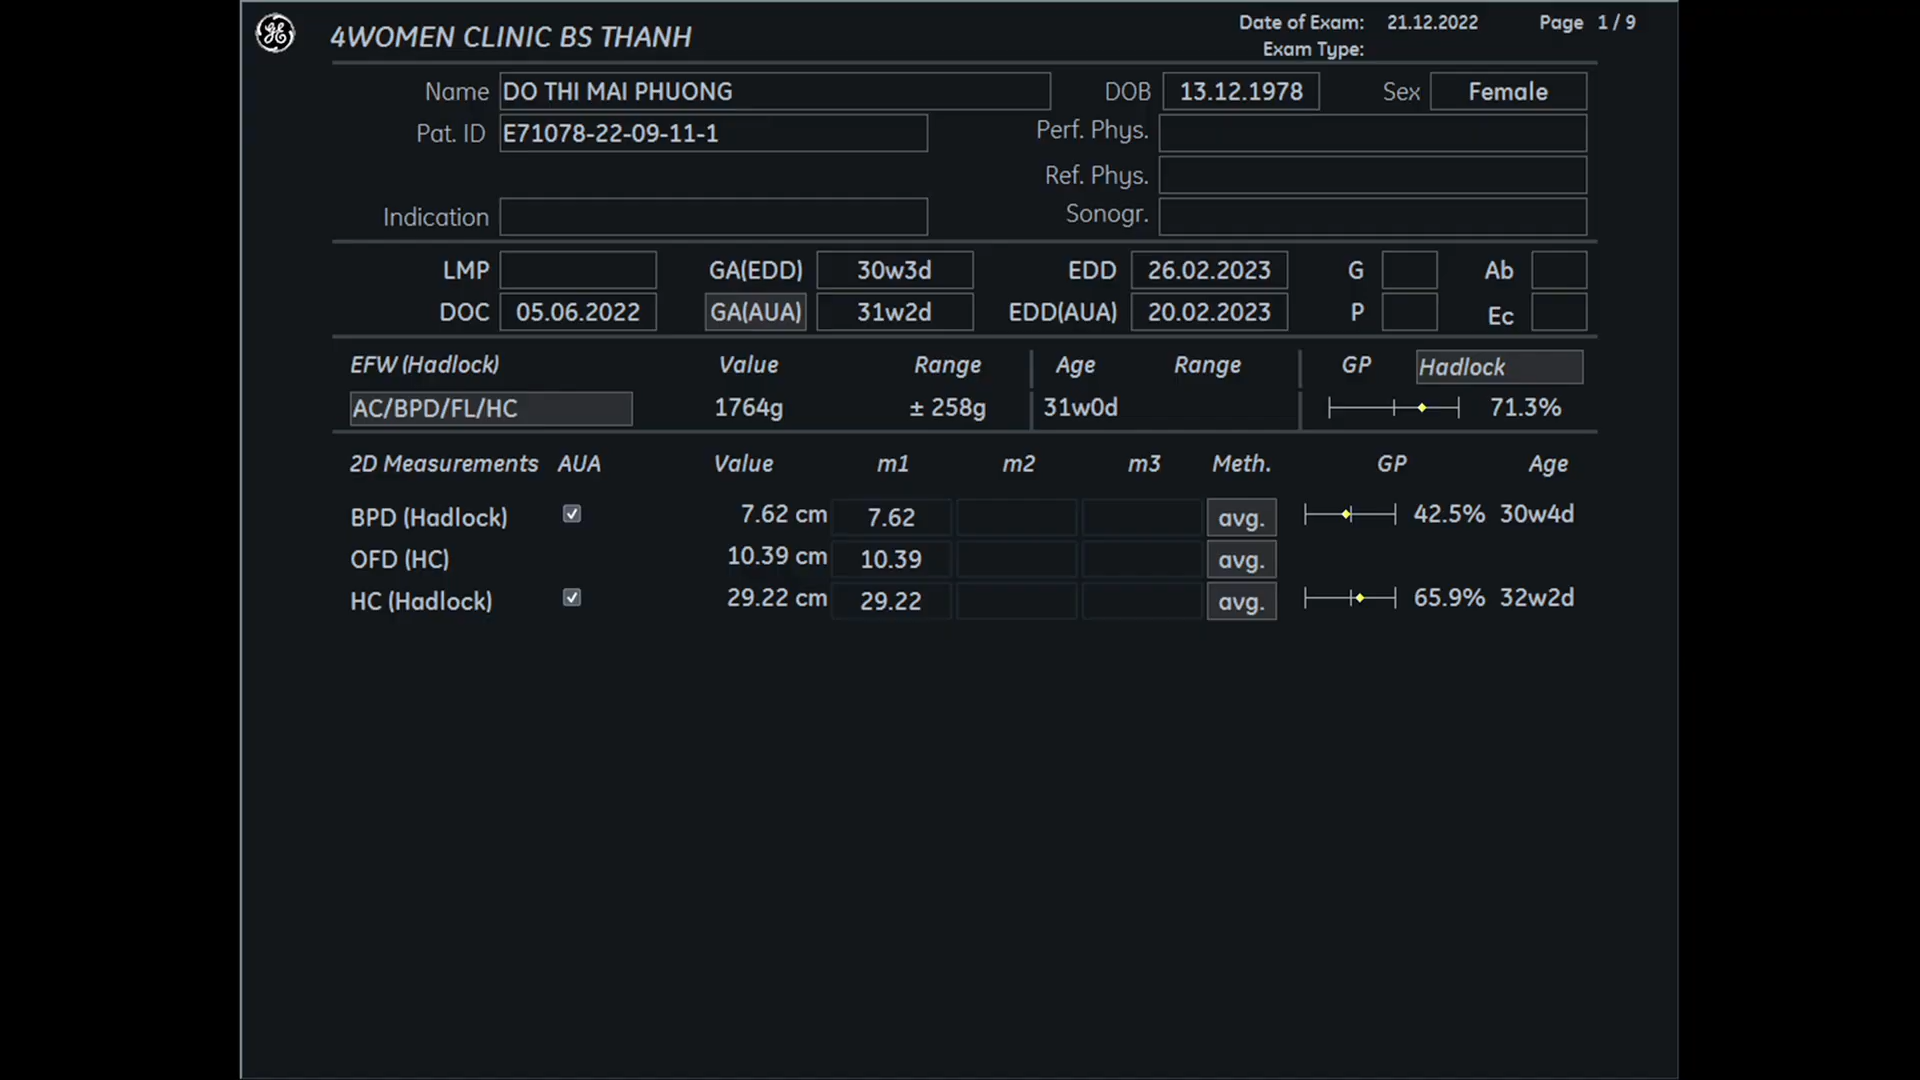 4WOMEN CLINIC BS THANH
Date of Exam: 21.12.2022 Page 1 / 9
Exam Type:
Name DO THI MAI PHUONG DOB 13.12.1978 Sex Female
Pat. ID E71078-22-09-11-1 Perf. Phys.
Ref. Phys.
Indication Sonogr.
LMP GA(EDD) 30w3d EDD 26.02.2023 G Ab
DOC 05.06.2022 GA(AUA) 31w2d EDD(AUA) 20.02.2023 P Ec
EFW (Hadlock) Value Range Age Range GP Hadlock
AC/BPD/FL/HC 1764g ± 258g 31w0d 71.3%
2D Measurements AUA Value m1 m2 m3 Meth. GP Age
BPD (Hadlock) 7.62 cm 7.62 avg. 42.5% 30w4d
OFD (HC) 10.39 cm 10.39 avg.
HC (Hadlock) 29.22 cm 29.22 avg. 65.9% 32w2d